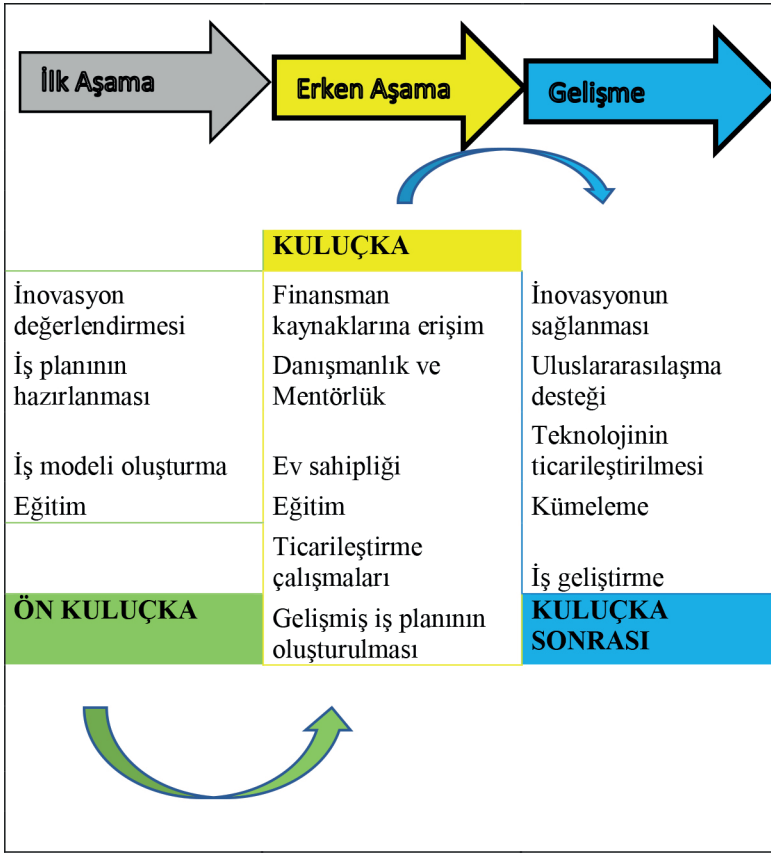 İlk Aşama
Erken Aşama
Gelişme
KULUÇKA
İnovasyon
değerlendirmesi
İş planının
hazırlanması
İş modeli oluşturma
Eğitim
ÖN KULUÇKA
Finansman
kaynaklarına erişim
Danışmanlık ve
Mentörlük
Ev sahipliği
Eğitim
Ticarileştirme
çalışmaları
Gelişmiş iş planının
oluşturulması
İnovasyonun
sağlanması
Uluslararasılaşma
desteği
Teknolojinin
ticarileştirilmesi
Kümeleme
İş geliştirme
KULUÇKA
SONRASI